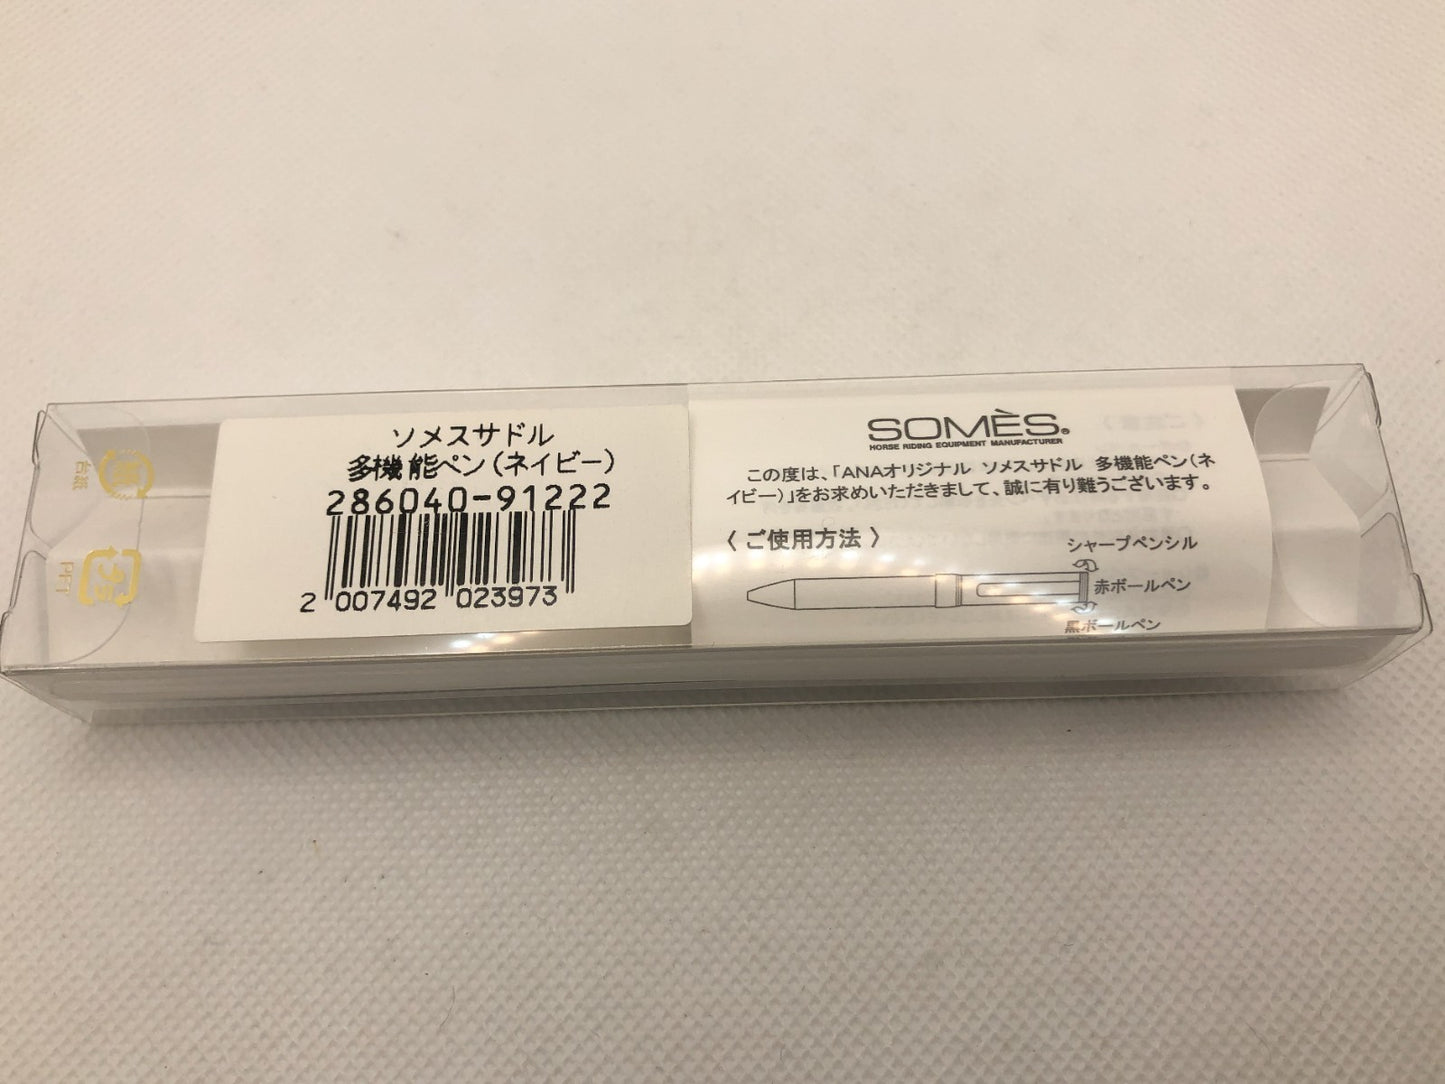 ソメスサドル
多機能ペン(ネイビー)
286040-91222
2 007492 023973
SOMÈS®
HORSE RIDING EQUIPMENT MANUFACTURER
この度は、「ANAオリジナル ソメスサドル 多機能ペン(ネ
イビー)」をお求めいただきまして、誠に有り難うございます。
〈ご使用方法〉
シャープペンシル
赤ボールペン
黒ボールペン
紙
台紙
PET